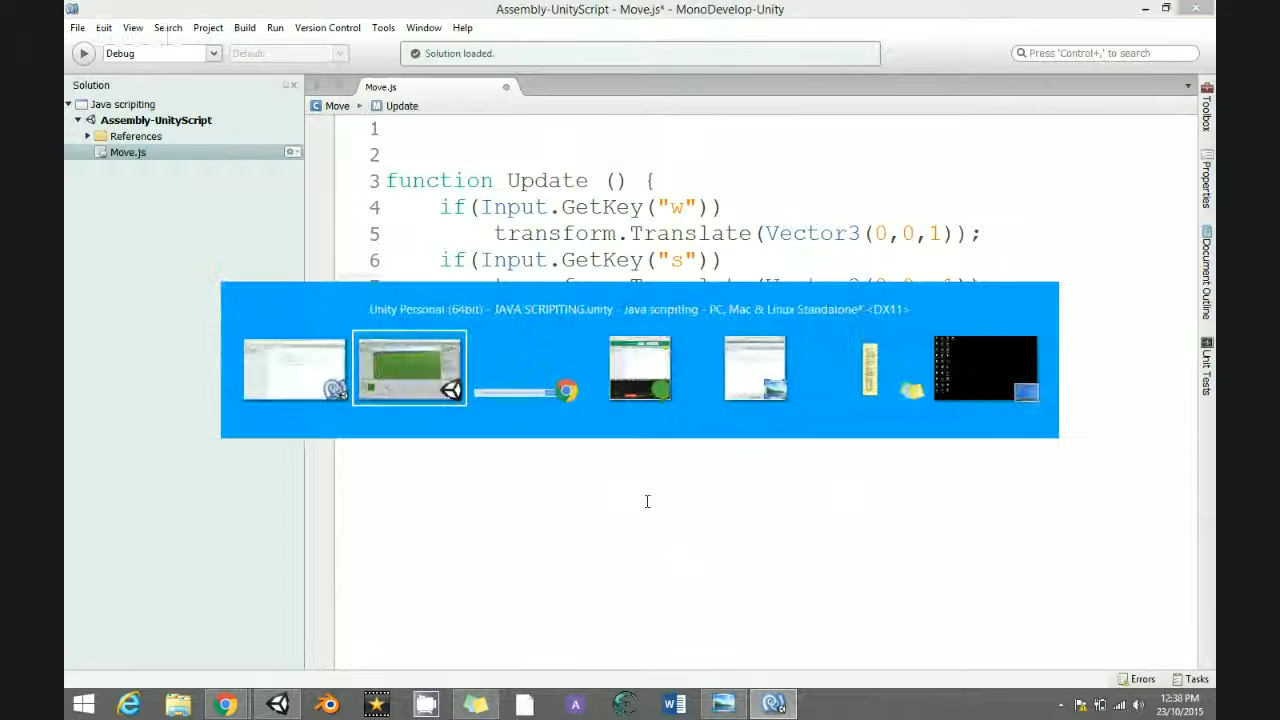 Assembly-UnityScript - Move.js* - MonoDevelop-Unity
File Edit View Search Project Build Run Version Control Tools Window Help
Debug
Default
Solution loaded.
Press 'Control+,' to search
Solution
Java scripiting
Assembly-UnityScript
References
Move.js
Move.js
Move
Update
1
2
3 function Update () {
4 if(Input.GetKey("w"))
5 transform.Translate(Vector3(0,0,1));
6 if(Input.GetKey("s"))
Unity Personal (64bit) - JAVA SCRIPITING.unity - Java scripiting - PC, Mac & Linux Standalone* <DX11>
Toolbox
Properties
Document Outline
Unit Tests
Errors
Tasks
12:38 PM
23/10/2015